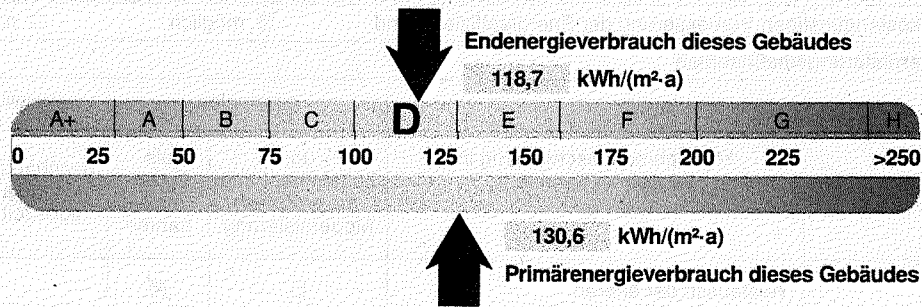 Endenergieverbrauch dieses Gebäudes
118,7 kWh/(m²·a)
A+ A B C D E F G H
0 25 50 75 100 125 150 175 200 225 >250
130,6 kWh/(m²·a)
Primärenergieverbrauch dieses Gebäudes